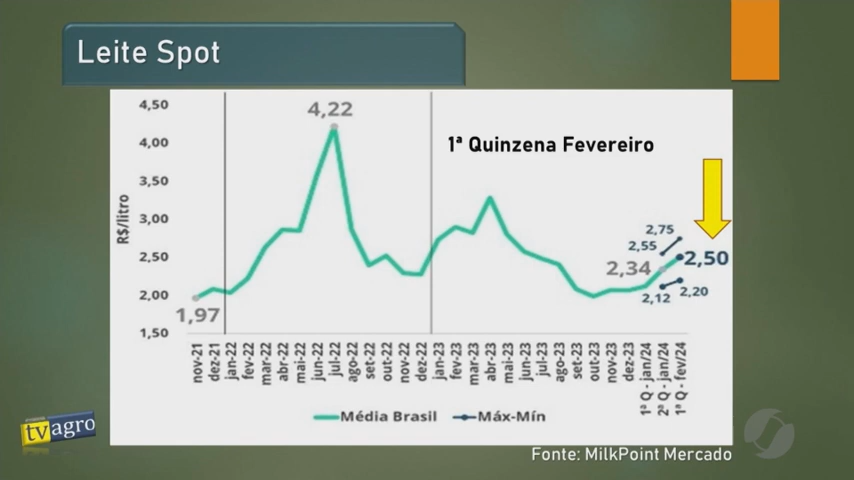 Leite Spot
4,50
4,00
3,50
3,00
2,50
2,00
1,50
R$/litro
4,22
1ª Quinzena Fevereiro
2,75
2,55
2,50
2,34
2,12
2,20
1,97
nov-21
dez-21
jan-22
fev-22
mar-22
abr-22
mai-22
jun-22
jul-22
ago-22
set-22
out-22
nov-22
dez-22
jan-23
fev-23
mar-23
abr-23
mai-23
jun-23
jul-23
ago-23
set-23
out-23
nov-23
dez-23
1ª Q - jan/24
2ª Q - jan/24
1ª Q - fev/24
Média Brasil
Máx-Mín
tv agro
Fonte: MilkPoint Mercado